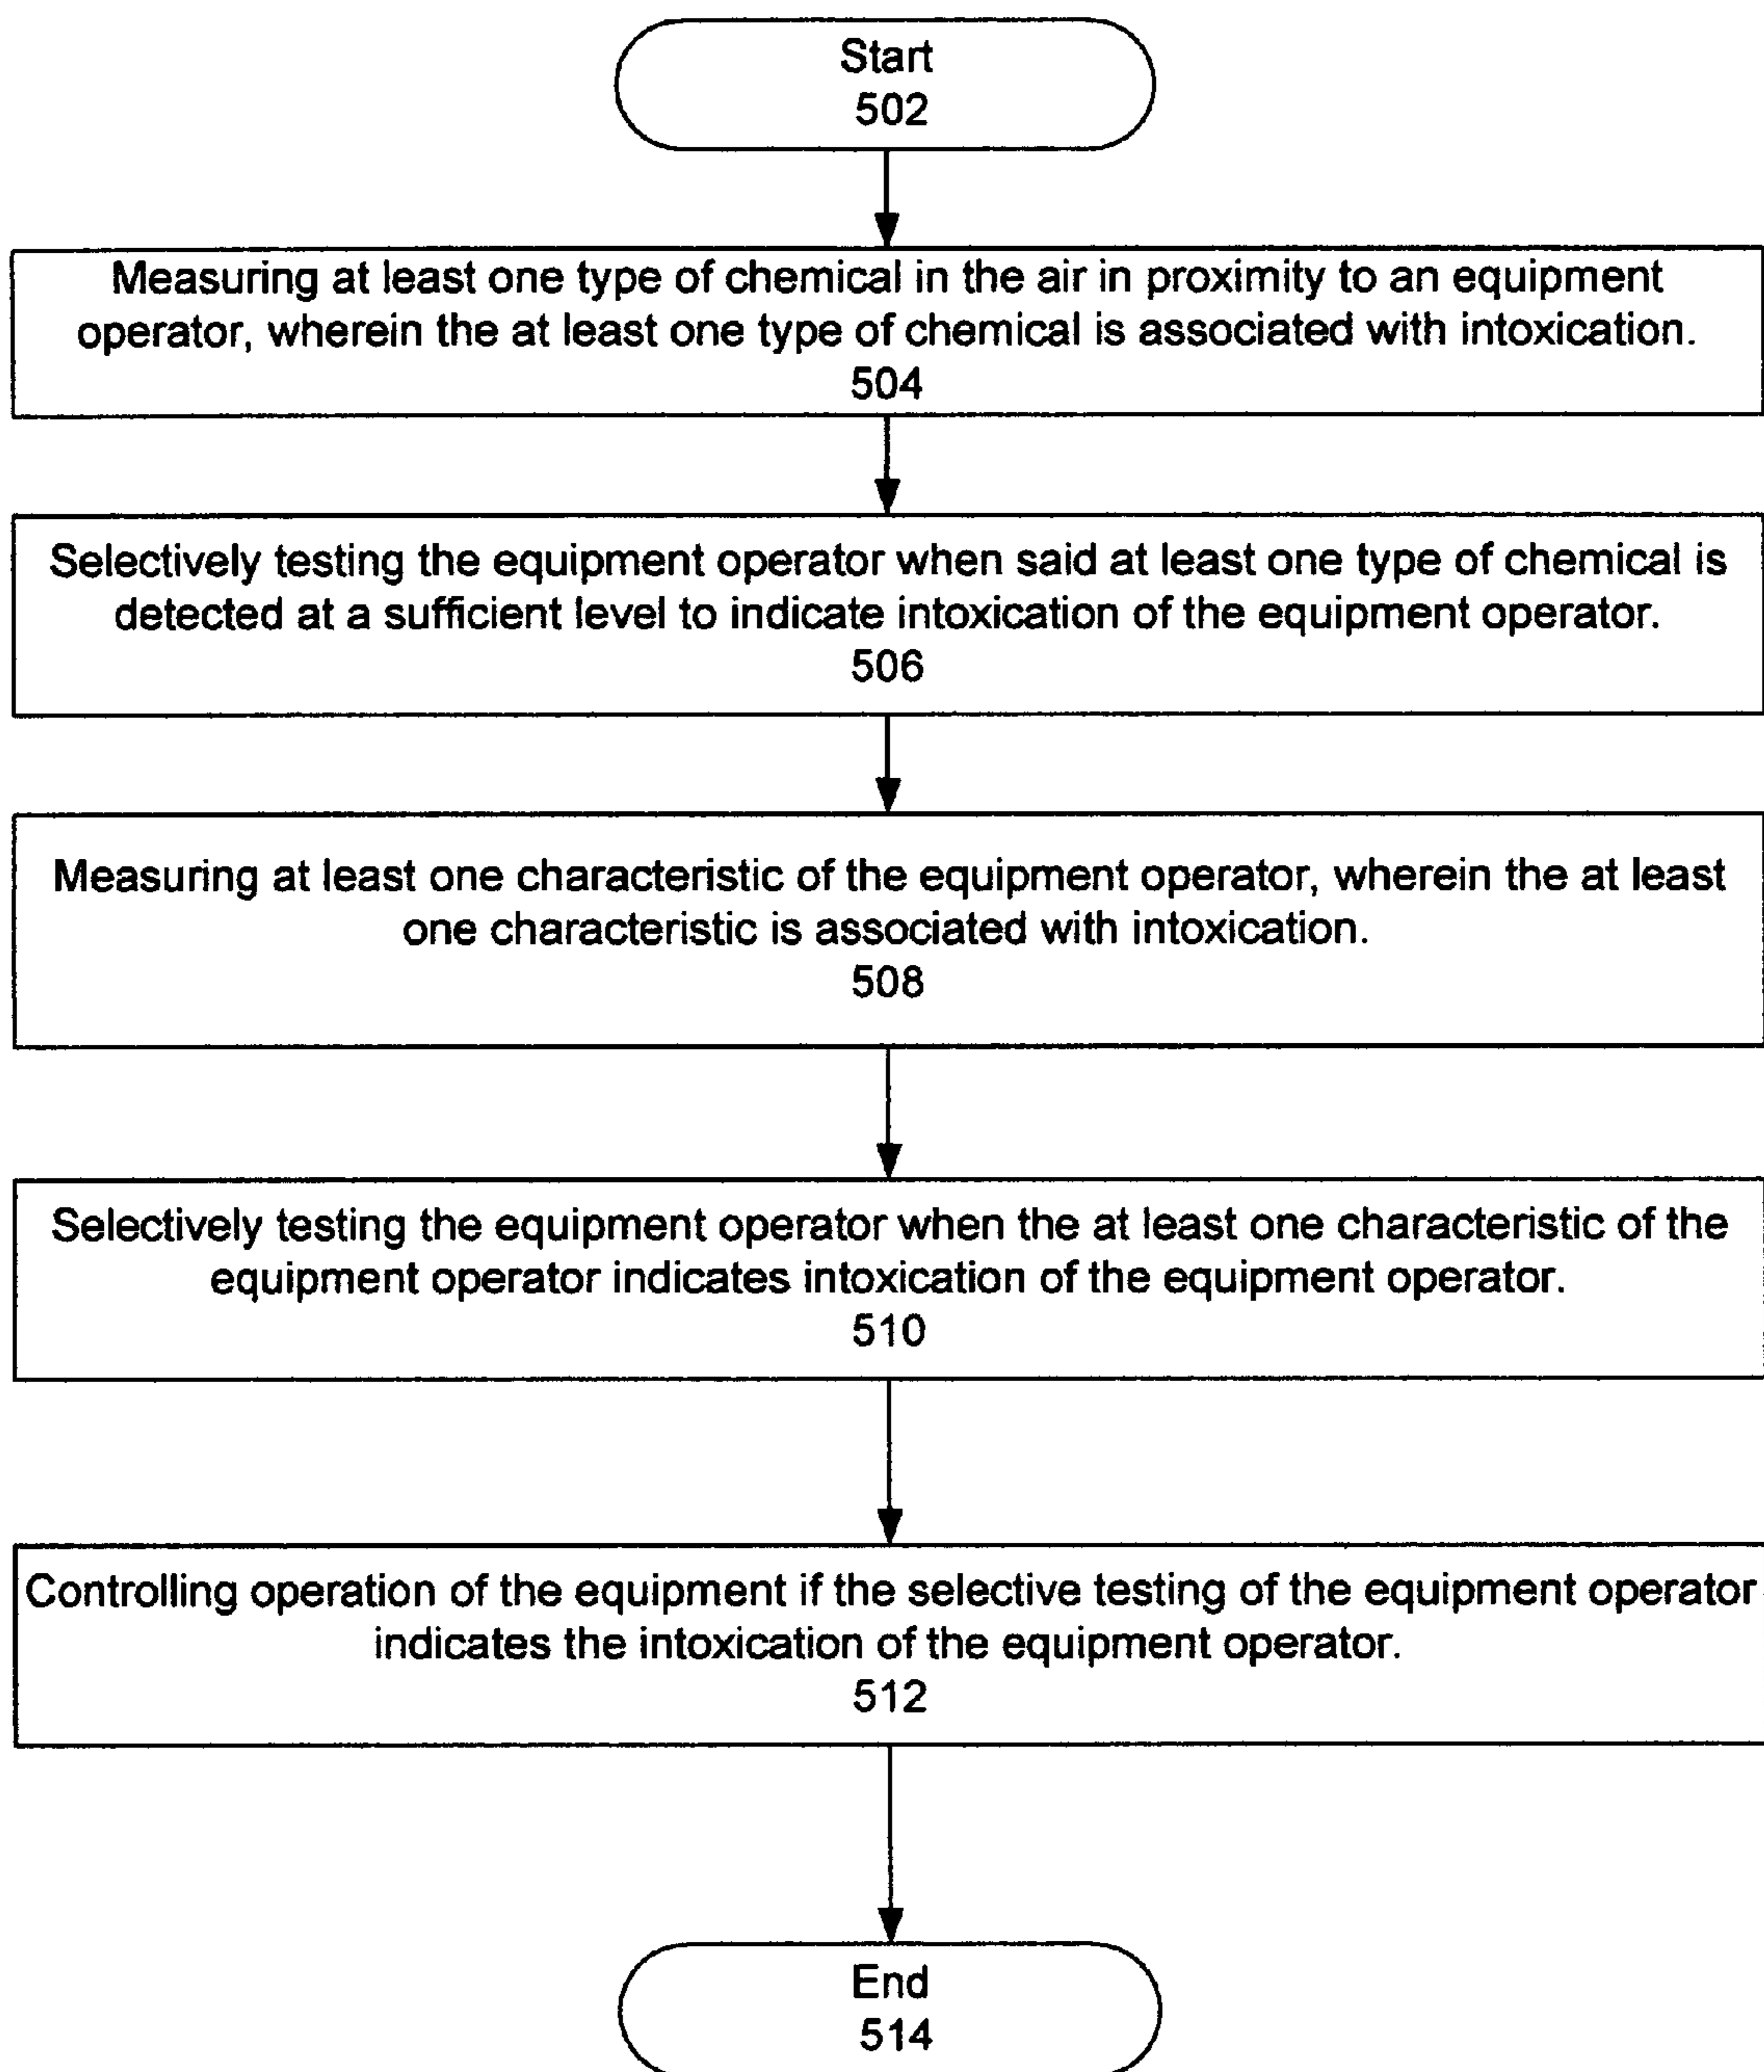 Start
502
Measuring at least one type of chemical in the air in proximity to an equipment
operator, wherein the at least one type of chemical is associated with intoxication.
504
Selectively testing the equipment operator when said at least one type of chemical is
detected at a sufficient level to indicate intoxication of the equipment operator.
506
Measuring at least one characteristic of the equipment operator, wherein the at least
one characteristic is associated with intoxication.
508
Selectively testing the equipment operator when the at least one characteristic of the
equipment operator indicates intoxication of the equipment operator.
510
Controlling operation of the equipment if the selective testing of the equipment operator
indicates the intoxication of the equipment operator.
512
End
514